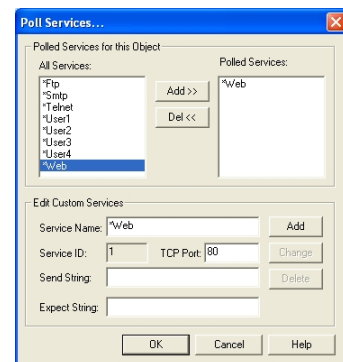 Poll Services...
Polled Services for this Object
All Services:
Polled Services:
*Ftp
*Smtp
*Telnet
*User1
*User2
*User3
*User4
*Web
Add >>
Del <<
*Web
Edit Custom Services
Service Name: *Web
Add
Service ID: 1 TCP Port: 80
Change
Send String:
Delete
Expect String:
OK Cancel Help